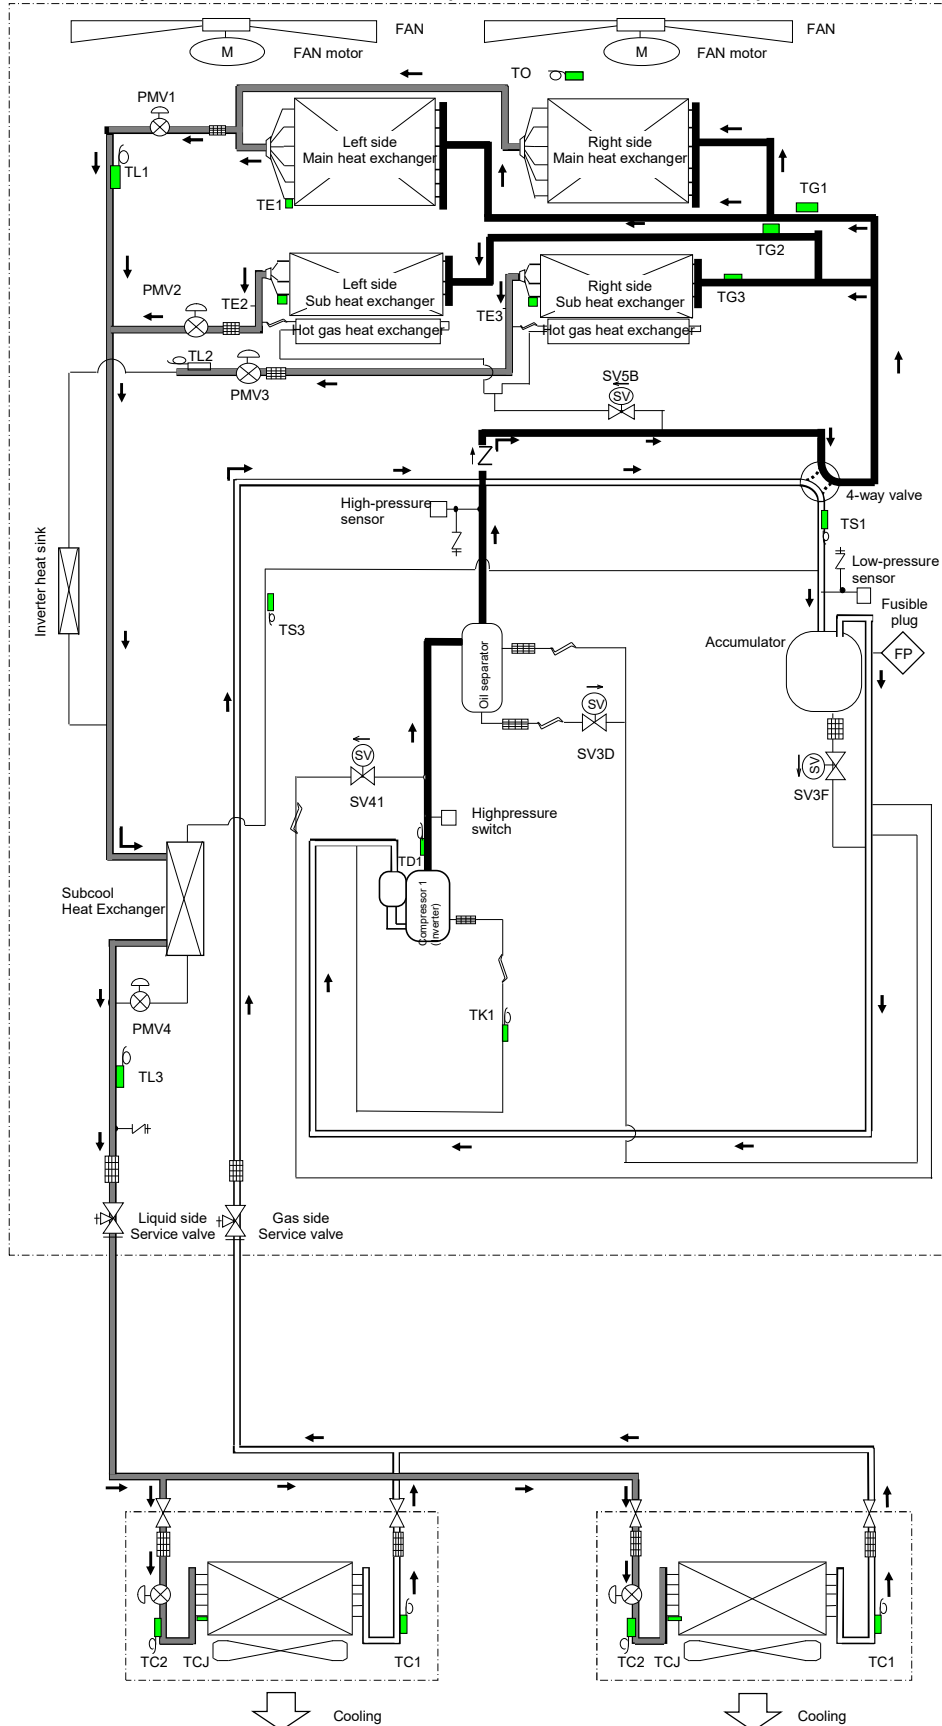 FAN
FAN
M
FAN motor
M
FAN motor
TO
PMV1
Left side
Main heat exchanger
Right side
Main heat exchanger
TL1
TE1
TG1
TG2
PMV2
Left side
Sub heat exchanger
Right side
Sub heat exchanger
TG3
TE2
TE3
Hot gas heat exchanger
Hot gas heat exchanger
TL2
PMV3
SV5B
SV
4-way valve
High-pressure
sensor
TS1
Low-pressure
sensor
Inverter heat sink
TS3
Fusible
plug
FP
Accumulator
Oil separator
SV
SV3D
SV
SV41
SV
SV3F
Highpressure
switch
TD1
Compressor 1
(Inverter)
Subcool
Heat Exchanger
TK1
PMV4
TL3
Liquid side
Service valve
Gas side
Service valve
TC2
TCJ
TC1
TC2
TCJ
TC1
Cooling
Cooling